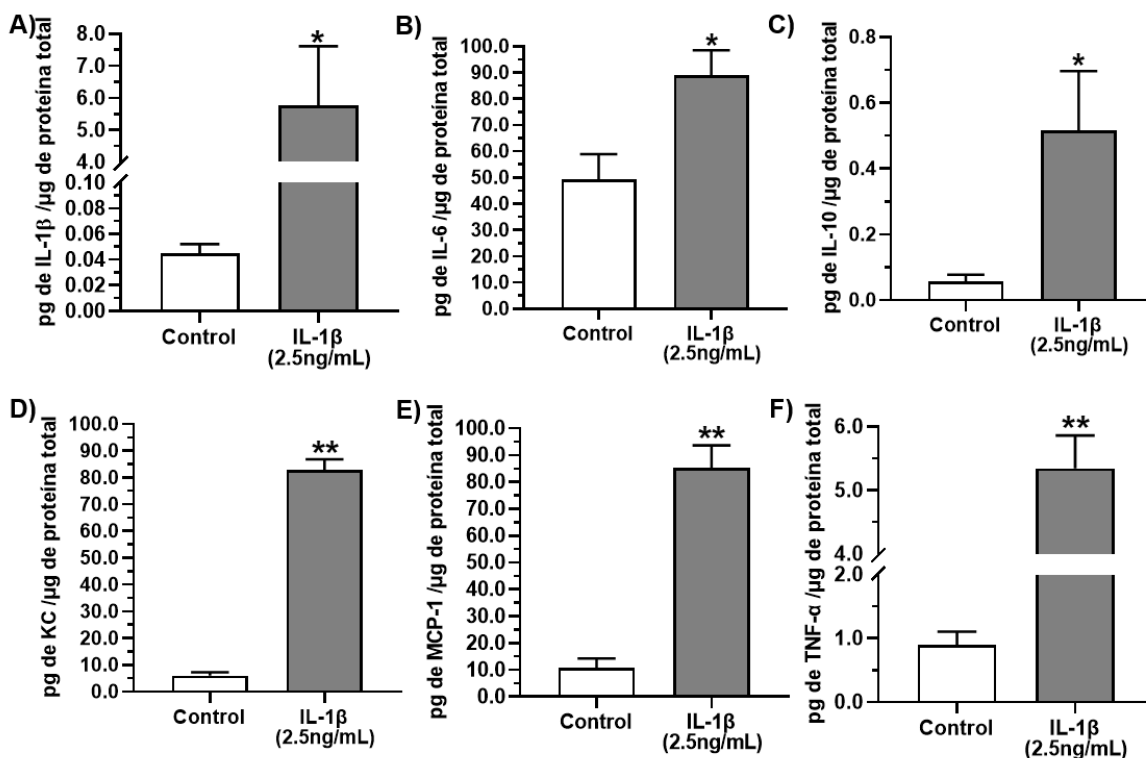 A)
pg de IL-1β /µg de proteína total
8.0
7.0
6.0
5.0
4.0
0.10
0.08
0.06
0.04
0.02
0.00
*
Control
IL-1β
(2.5ng/mL)
B)
pg de IL-6 /µg de proteína total
100.0
90.0
80.0
70.0
60.0
50.0
40.0
30.0
20.0
10.0
0.0
*
Control
IL-1β
(2.5ng/mL)
C)
pg de IL-10 /µg de proteína total
0.8
0.6
0.4
0.2
0.0
*
Control
IL-1β
(2.5ng/mL)
D)
pg de KC /µg de proteína total
100.0
90.0
80.0
70.0
60.0
50.0
40.0
30.0
20.0
10.0
0.0
**
Control
IL-1β
(2.5ng/mL)
E)
pg de MCP-1 /µg de proteína total
100.0
90.0
80.0
70.0
60.0
50.0
40.0
30.0
20.0
10.0
0.0
**
Control
IL-1β
(2.5ng/mL)
F)
pg de TNF-α /µg de proteína total
6.0
5.0
4.0
2.0
1.0
0.0
**
Control
IL-1β
(2.5ng/mL)